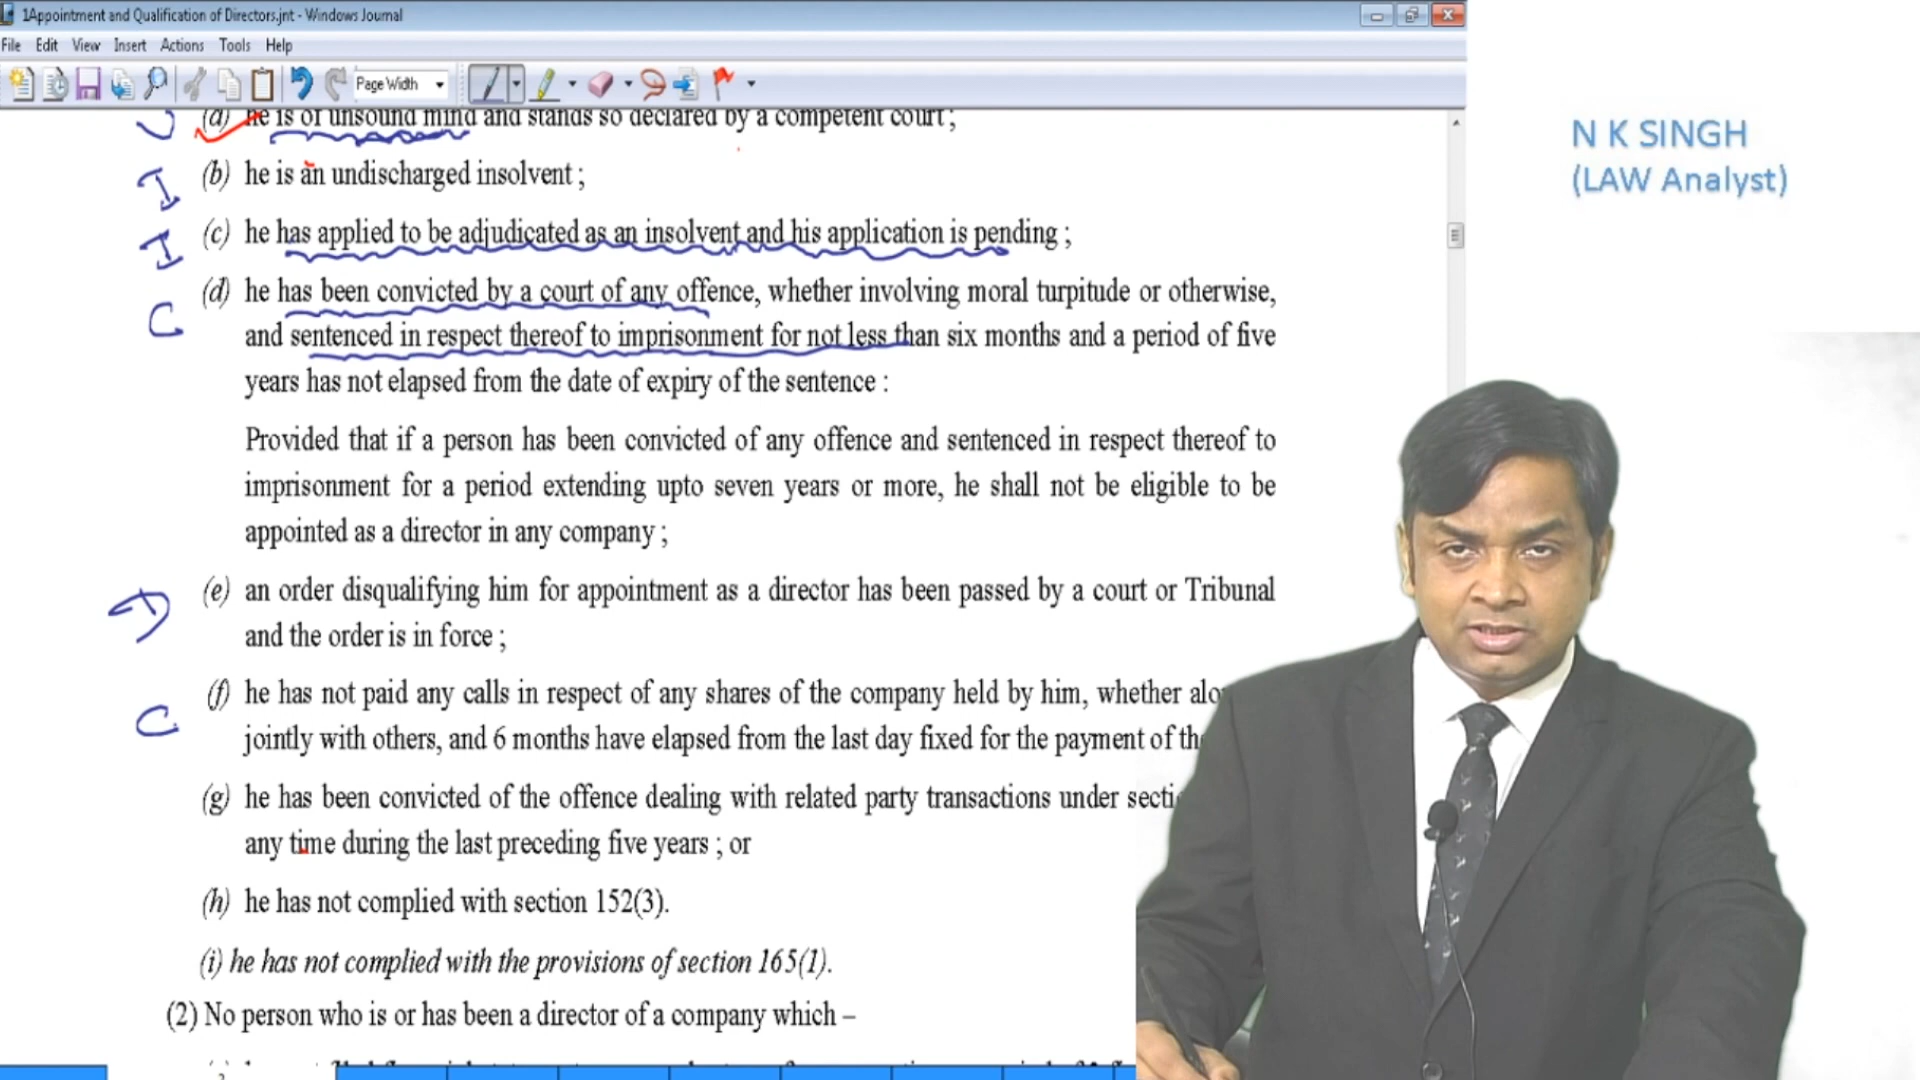 1Appointment and Qualification of Directors.jnt - Windows Journal
File Edit View Insert Actions Tools Help
Page Width
N K SINGH
(LAW Analyst)
(a) he is of unsound mind and stands so declared by a competent court ;
I (b) he is an undischarged insolvent ;
I (c) he has applied to be adjudicated as an insolvent and his application is pending ;
C (d) he has been convicted by a court of any offence, whether involving moral turpitude or otherwise,
and sentenced in respect thereof to imprisonment for not less than six months and a period of five
years has not elapsed from the date of expiry of the sentence :
Provided that if a person has been convicted of any offence and sentenced in respect thereof to
imprisonment for a period extending upto seven years or more, he shall not be eligible to be
appointed as a director in any company ;
(e) an order disqualifying him for appointment as a director has been passed by a court or Tribunal
and the order is in force ;
(f) he has not paid any calls in respect of any shares of the company held by him, whether alo
C jointly with others, and 6 months have elapsed from the last day fixed for the payment of th
(g) he has been convicted of the offence dealing with related party transactions under secti
any time during the last preceding five years ; or
(h) he has not complied with section 152(3).
(i) he has not complied with the provisions of section 165(1).
(2) No person who is or has been a director of a company which –